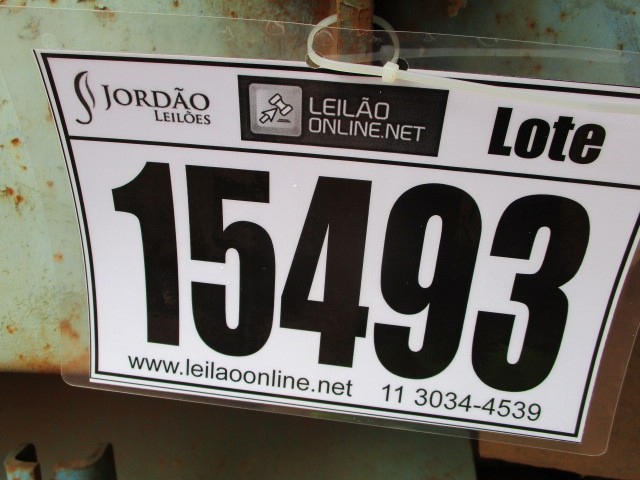 JORDÃO
LEILÕES
LEILÃO
ONLINE.NET
Lote
15493
www.leilaoonline.net 11 3034-4539